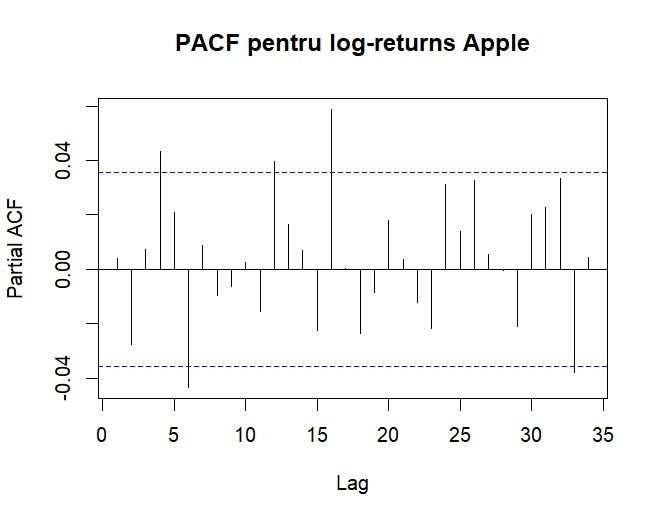 PACF pentru log-returns Apple
Partial ACF
0.04
0.00
-0.04
0 5 10 15 20 25 30 35
Lag